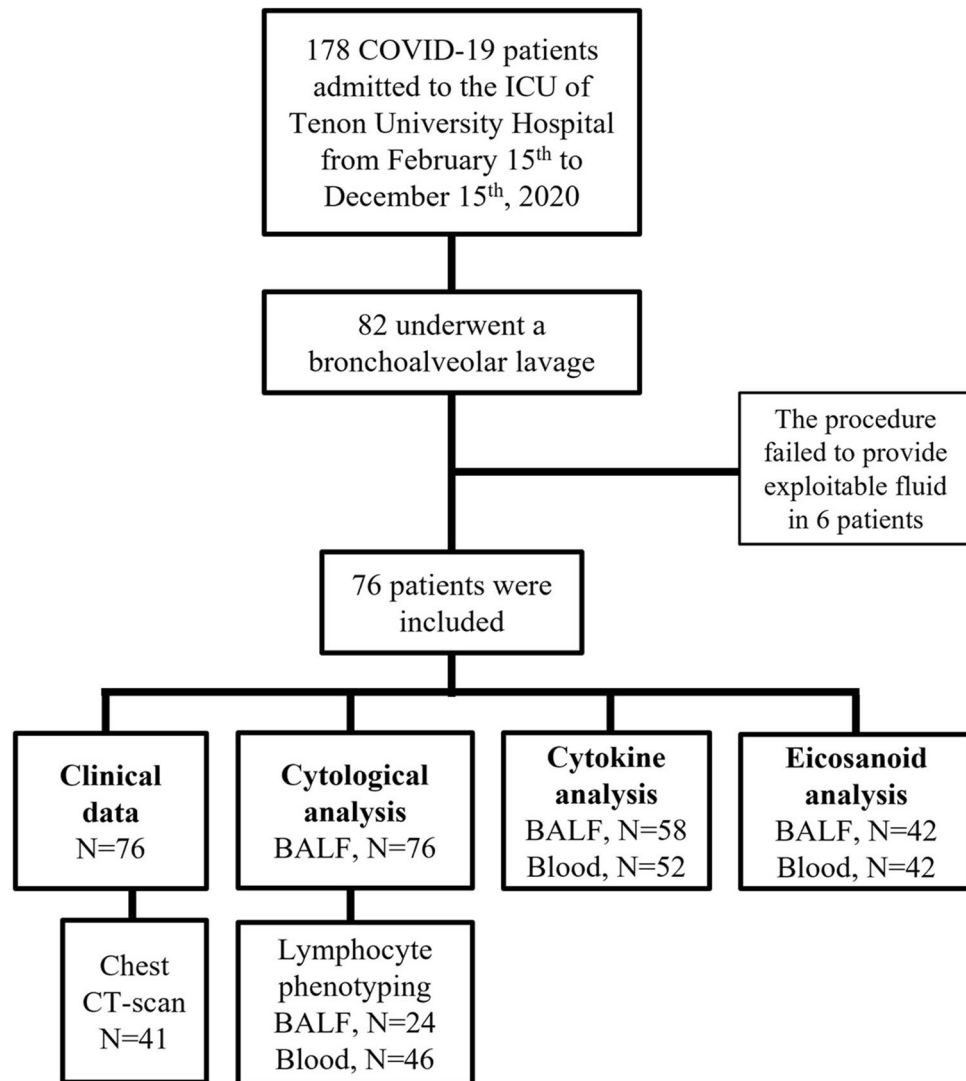 178 COVID-19 patients
admitted to the ICU of
Tenon University Hospital
from February 15th to
December 15th, 2020
82 underwent a
bronchoalveolar lavage
The procedure
failed to provide
exploitable fluid
in 6 patients
76 patients were
included
Clinical
data
N=76
Cytological
analysis
BALF, N=76
Cytokine
analysis
BALF, N=58
Blood, N=52
Eicosanoid
analysis
BALF, N=42
Blood, N=42
Chest
CT-scan
N=41
Lymphocyte
phenotyping
BALF, N=24
Blood, N=46